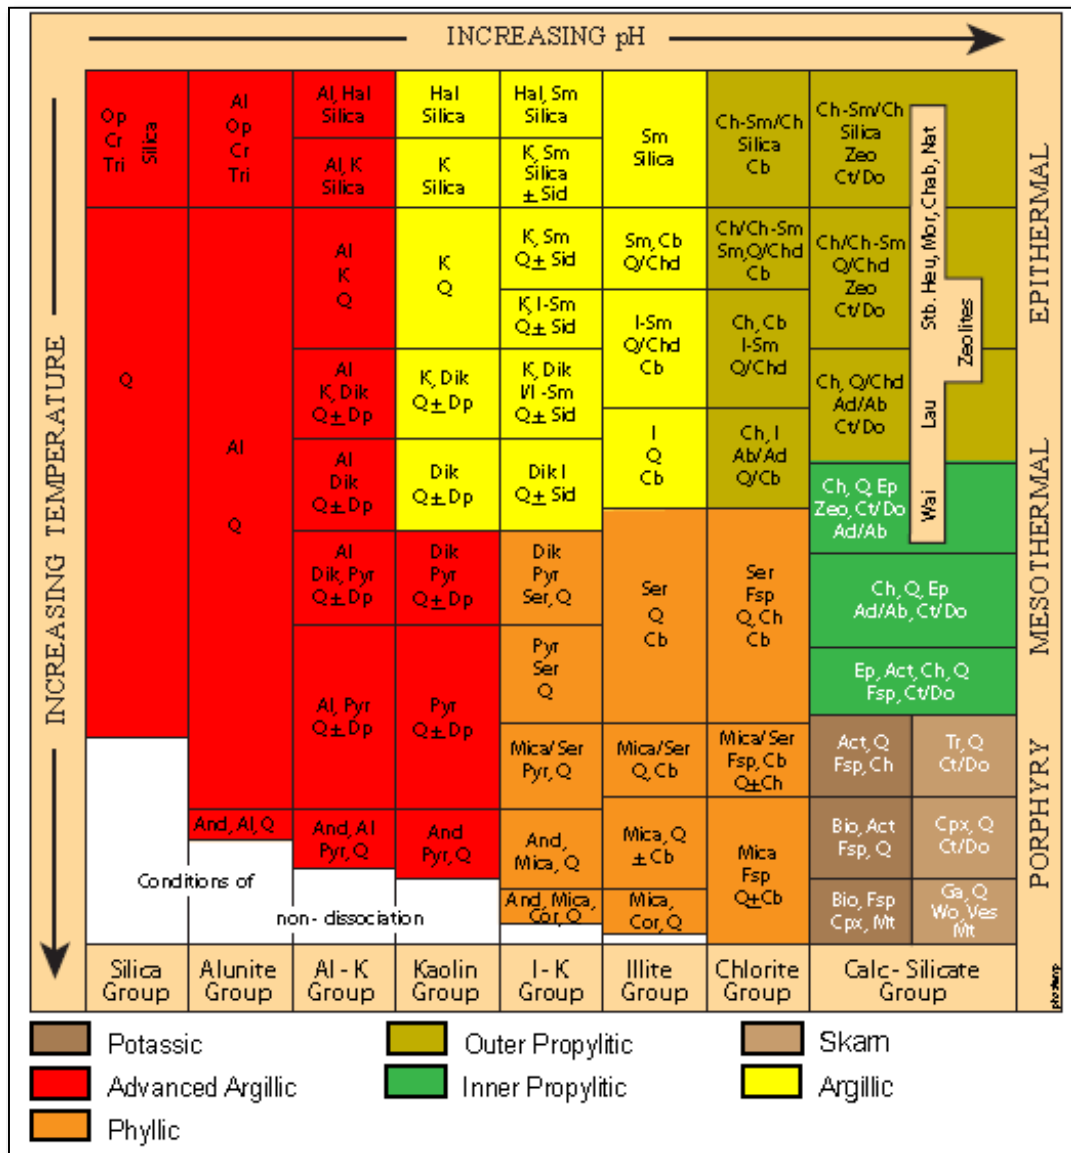 INCREASING pH
INCREASING TEMPERATURE
EPITHERMAL
MESOTHERMAL
PORPHYRY
Op
Cr
Tri
Silica
Q
Silica
Group
Al
Op
Cr
Tri
Al
Q
And, Al, Q
Alunite
Group
Al, Hal
Silica
Al, K
Silica
Al
K
Q
Al
K, Dik
Q ± Dp
Al
Dik
Q ± Dp
Al
Dik, Pyr
Q ± Dp
Al, Pyr
Q ± Dp
And, Al
Pyr, Q
Al - K
Group
Hal
Silica
K
Silica
K
Q
K, Dik
Q ± Dp
Dik
Q ± Dp
Dik
Pyr
Q ± Dp
Pyr
Q ± Dp
And
Pyr, Q
Kaolin
Group
Hal, Sm
Silica
K, Sm
Silica
± Sid
K, Sm
Q ± Sid
K, I-Sm
Q ± Sid
K, Dik
I/I -Sm
Q ± Sid
Dik I
Q ± Sid
Dik
Pyr
Ser, Q
Pyr
Ser
Q
Mica/Ser
Pyr, Q
And,
Mica, Q
And, Mica,
Cor, Q
I - K
Group
Sm
Silica
Sm, Cb
Q/Chd
I-Sm
Q/Chd
Cb
I
Q
Cb
Ser
Q
Cb
Mica/Ser
Q, Cb
Mica, Q
± Cb
Mica,
Cor, Q
Illite
Group
Ch-Sm/Ch
Silica
Cb
Ch/Ch-Sm
Sm,Q/Chd
Cb
Ch, Cb
I-Sm
Q/Chd
Ch, I
Ab/Ad
Q/Cb
Ser
Fsp
Q, Ch
Cb
Mica/Ser
Fsp, Cb
Q±Ch
Mica
Fsp
Q±Cb
Chlorite
Group
Ch-Sm/Ch
Silica
Zeo
Ct/Do
Ch/Ch-Sm
Q/Chd
Zeo
Ct/Do
Ch, Q/Chd
Ad/Ab
Ct/Do
Ch, Q, Ep
Zeo, Ct/Do
Ad/Ab
Ch, Q, Ep
Ad/Ab, Ct/Do
Ep, Act, Ch, Q
Fsp, Ct/Do
Act, Q
Fsp, Ch
Tr, Q
Ct/Do
Bio, Act
Fsp, Q
Cpx, Q
Ct/Do
Bio, Fsp
Cpx, Mt
Ga, Q
Wo, Ves
Mt
Calc - Silicate
Group
Stb. Heu, Mor, Chab, Nat
Lau
Wai
Zeolites
Conditions of
non - dissociation
Potassic
Outer Propylitic
Skarn
Advanced Argillic
Inner Propylitic
Argillic
Phyllic